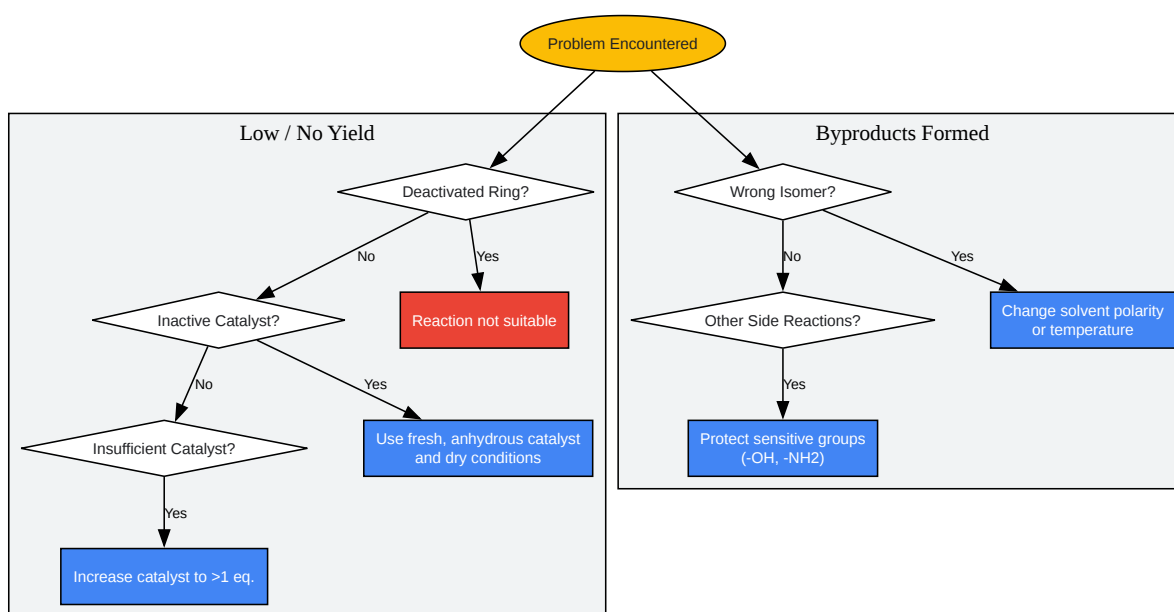 Problem Encountered
Low / No Yield
Byproducts Formed
Deactivated Ring?
Wrong Isomer?
No
Yes
No
Yes
Inactive Catalyst?
Reaction not suitable
Other Side Reactions?
Change solvent polarity
or temperature
No
Yes
Yes
Insufficient Catalyst?
Use fresh, anhydrous catalyst
and dry conditions
Protect sensitive groups
(-OH, -NH2)
Yes
Increase catalyst to >1 eq.